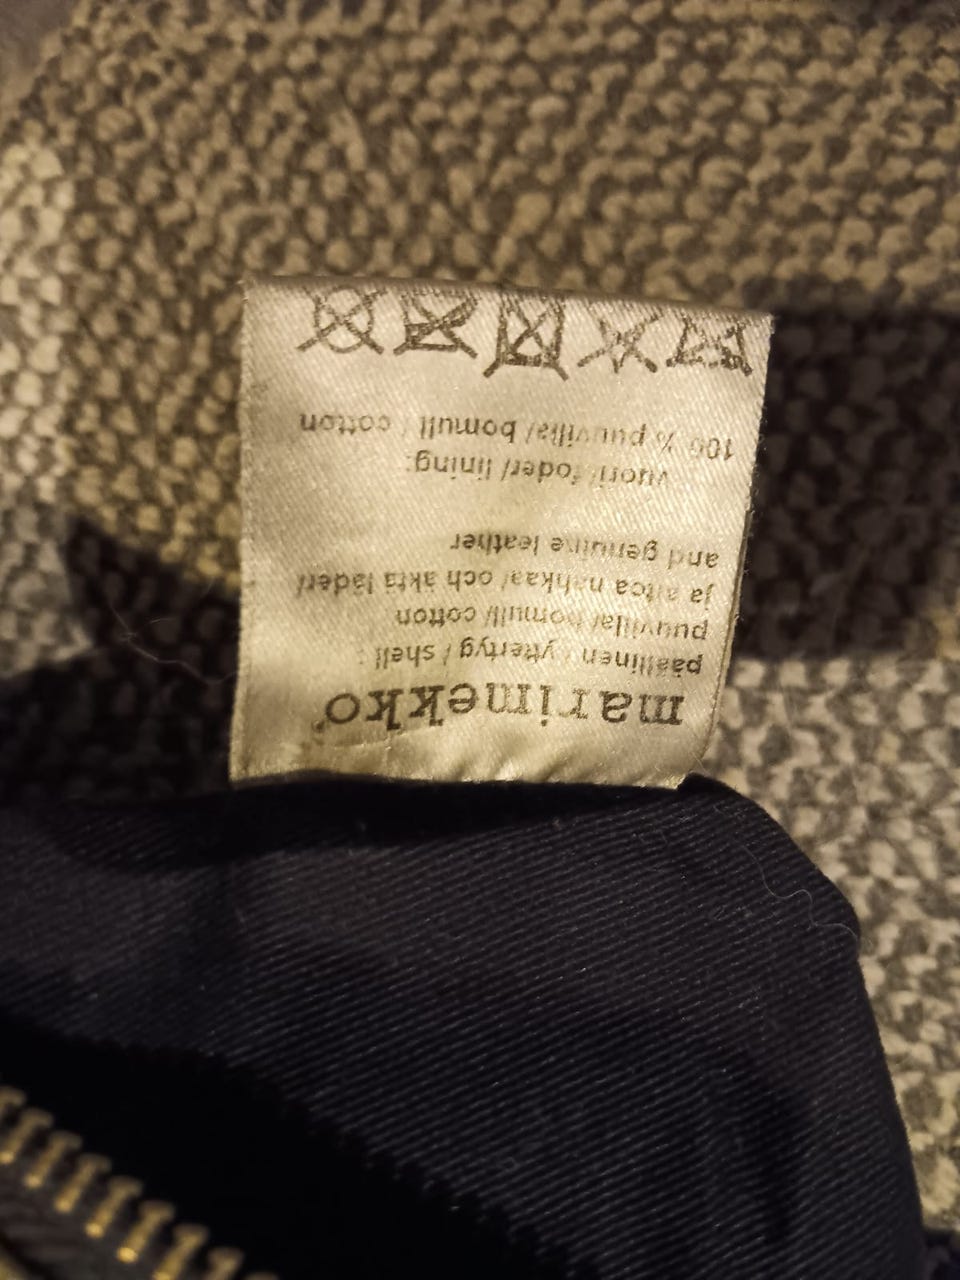 marimekko®
päällinen / yttertyg / shell :
puuvilla/ bomull/ cotton
ja aitoa nahkaa/ och äkta läder/
and genuine leather
vuori/ foder/ lining:
100 % puuvilla/ bomull / cotton